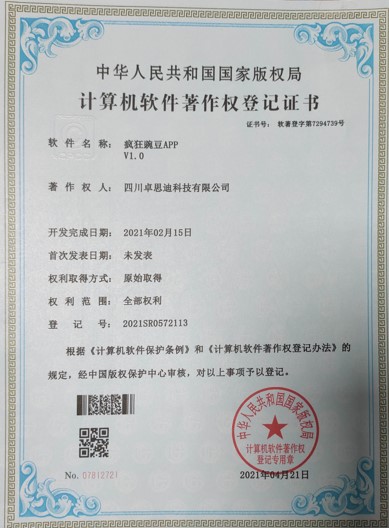 中华人民共和国国家版权局
计算机软件著作权登记证书
证书号： 软著登字第7294739号
软件名称： 疯狂豌豆APP
V1.0
著作权人： 四川卓思迪科技有限公司
开发完成日期： 2021年02月15日
首次发表日期： 未发表
权利取得方式： 原始取得
权利范围： 全部权利
登记号： 2021SR0572113
根据《计算机软件保护条例》和《计算机软件著作权登记办法》的
规定，经中国版权保护中心审核，对以上事项予以登记。
中华人民共和国国家版权局
计算机软件著作权
登记专用章
No. 07812721
2021年04月21日